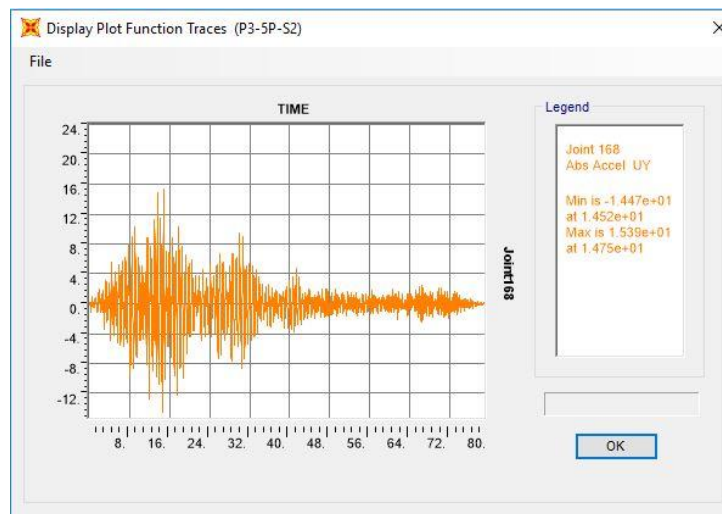 Display Plot Function Traces (P3-5P-S2)
File
TIME
24.
20.
16.
12.
8.
4.
0.
-4.
-8.
-12.
8. 16. 24. 32. 40. 48. 56. 64. 72. 80.
Joint168
Legend
Joint 168
Abs Accel UY
Min is -1.447e+01
at 1.452e+01
Max is 1.539e+01
at 1.475e+01
OK